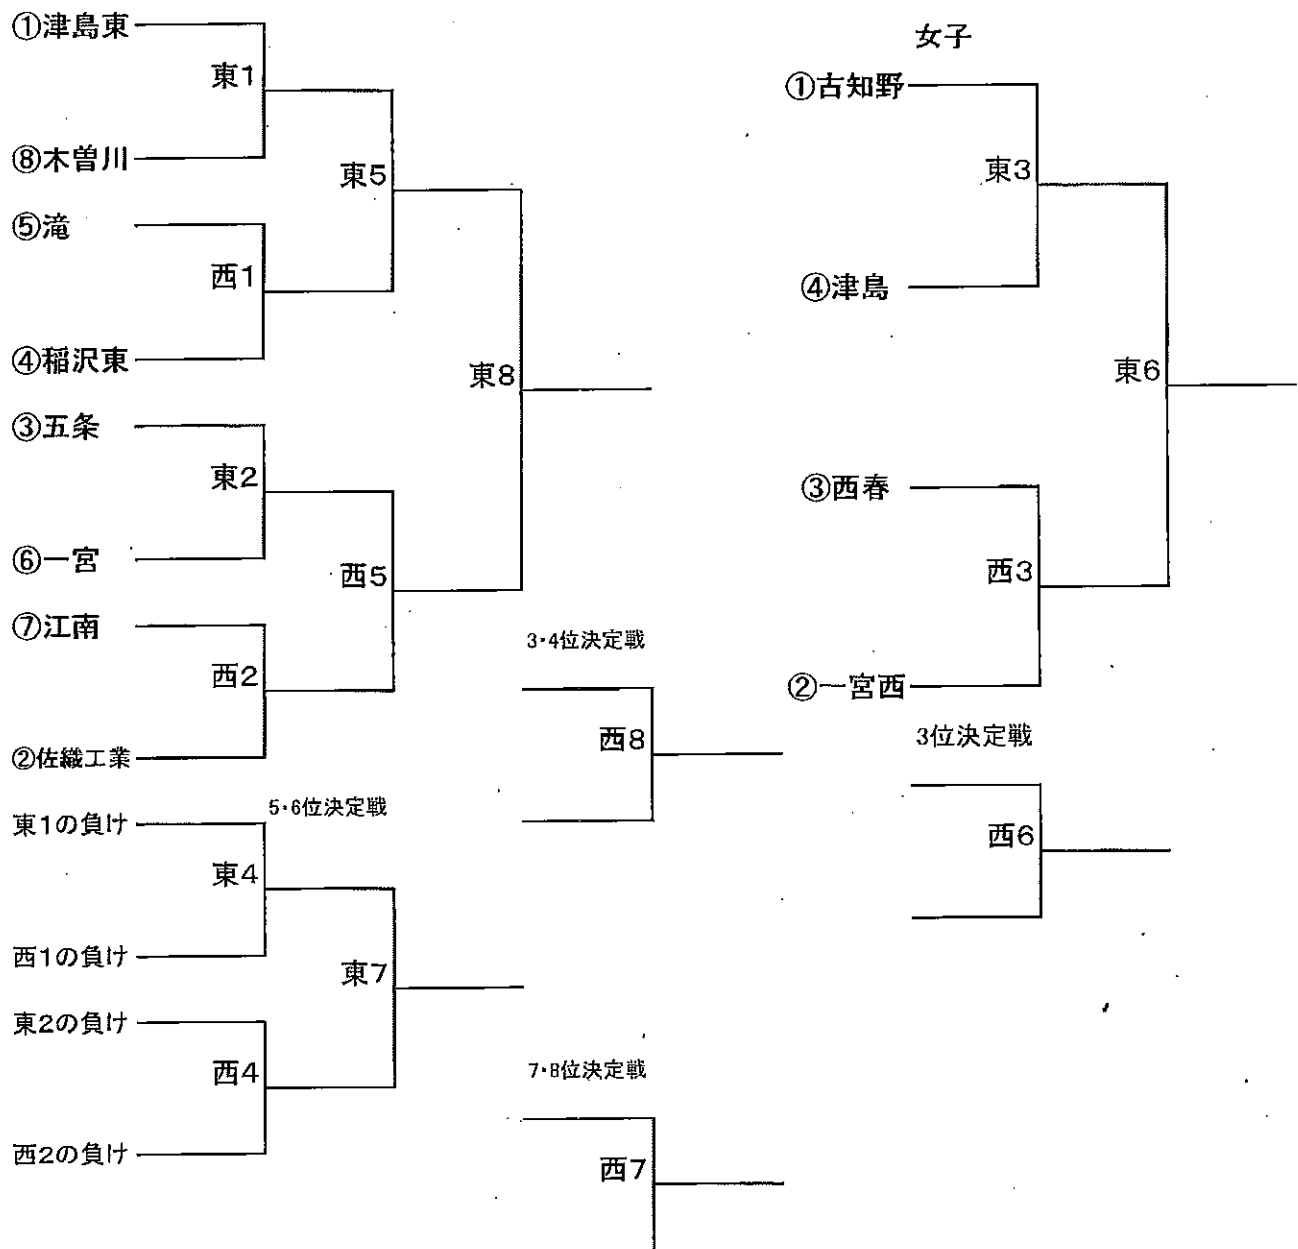 ①津島東
東1
⑧木曽川
東5
⑤滝
西1
④稲沢東
東8
③五条
東2
⑥一宮
西5
⑦江南
西2
②佐織工業
3・4位決定戦
西8
5・6位決定戦
東1の負け
東4
西1の負け
東7
東2の負け
西4
西2の負け
7・8位決定戦
西7
女子
①古知野
東3
④津島
東6
③西春
西3
②一宮西
3位決定戦
西6